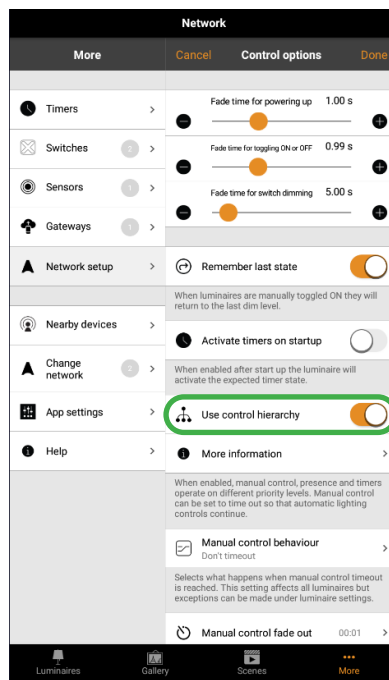 Network
More
Timers
Switches 2
Sensors 1
Gateways 1
Network setup
Nearby devices
Change
network 2
App settings
Help
Cancel Control options Done
Fade time for powering up 1.00 s
Fade time for toggling ON or OFF 0.99 s
Fade time for switch dimming 5.00 s
Remember last state
When luminaires are manually toggled ON they will
return to the last dim level.
Activate timers on startup
When enabled after start up the luminaire will
activate the expected timer state.
Use control hierarchy
More information
When enabled, manual control, presence and timers
operate on different priority levels. Manual control
can be set to time out so that automatic lighting
controls continue.
Manual control behaviour
Don't timeout
Selects what happens when manual control timeout
is reached. This setting affects all luminaires but
exceptions can be made under luminaire settings.
Manual control fade out 00:01
Luminaires Gallery Scenes More